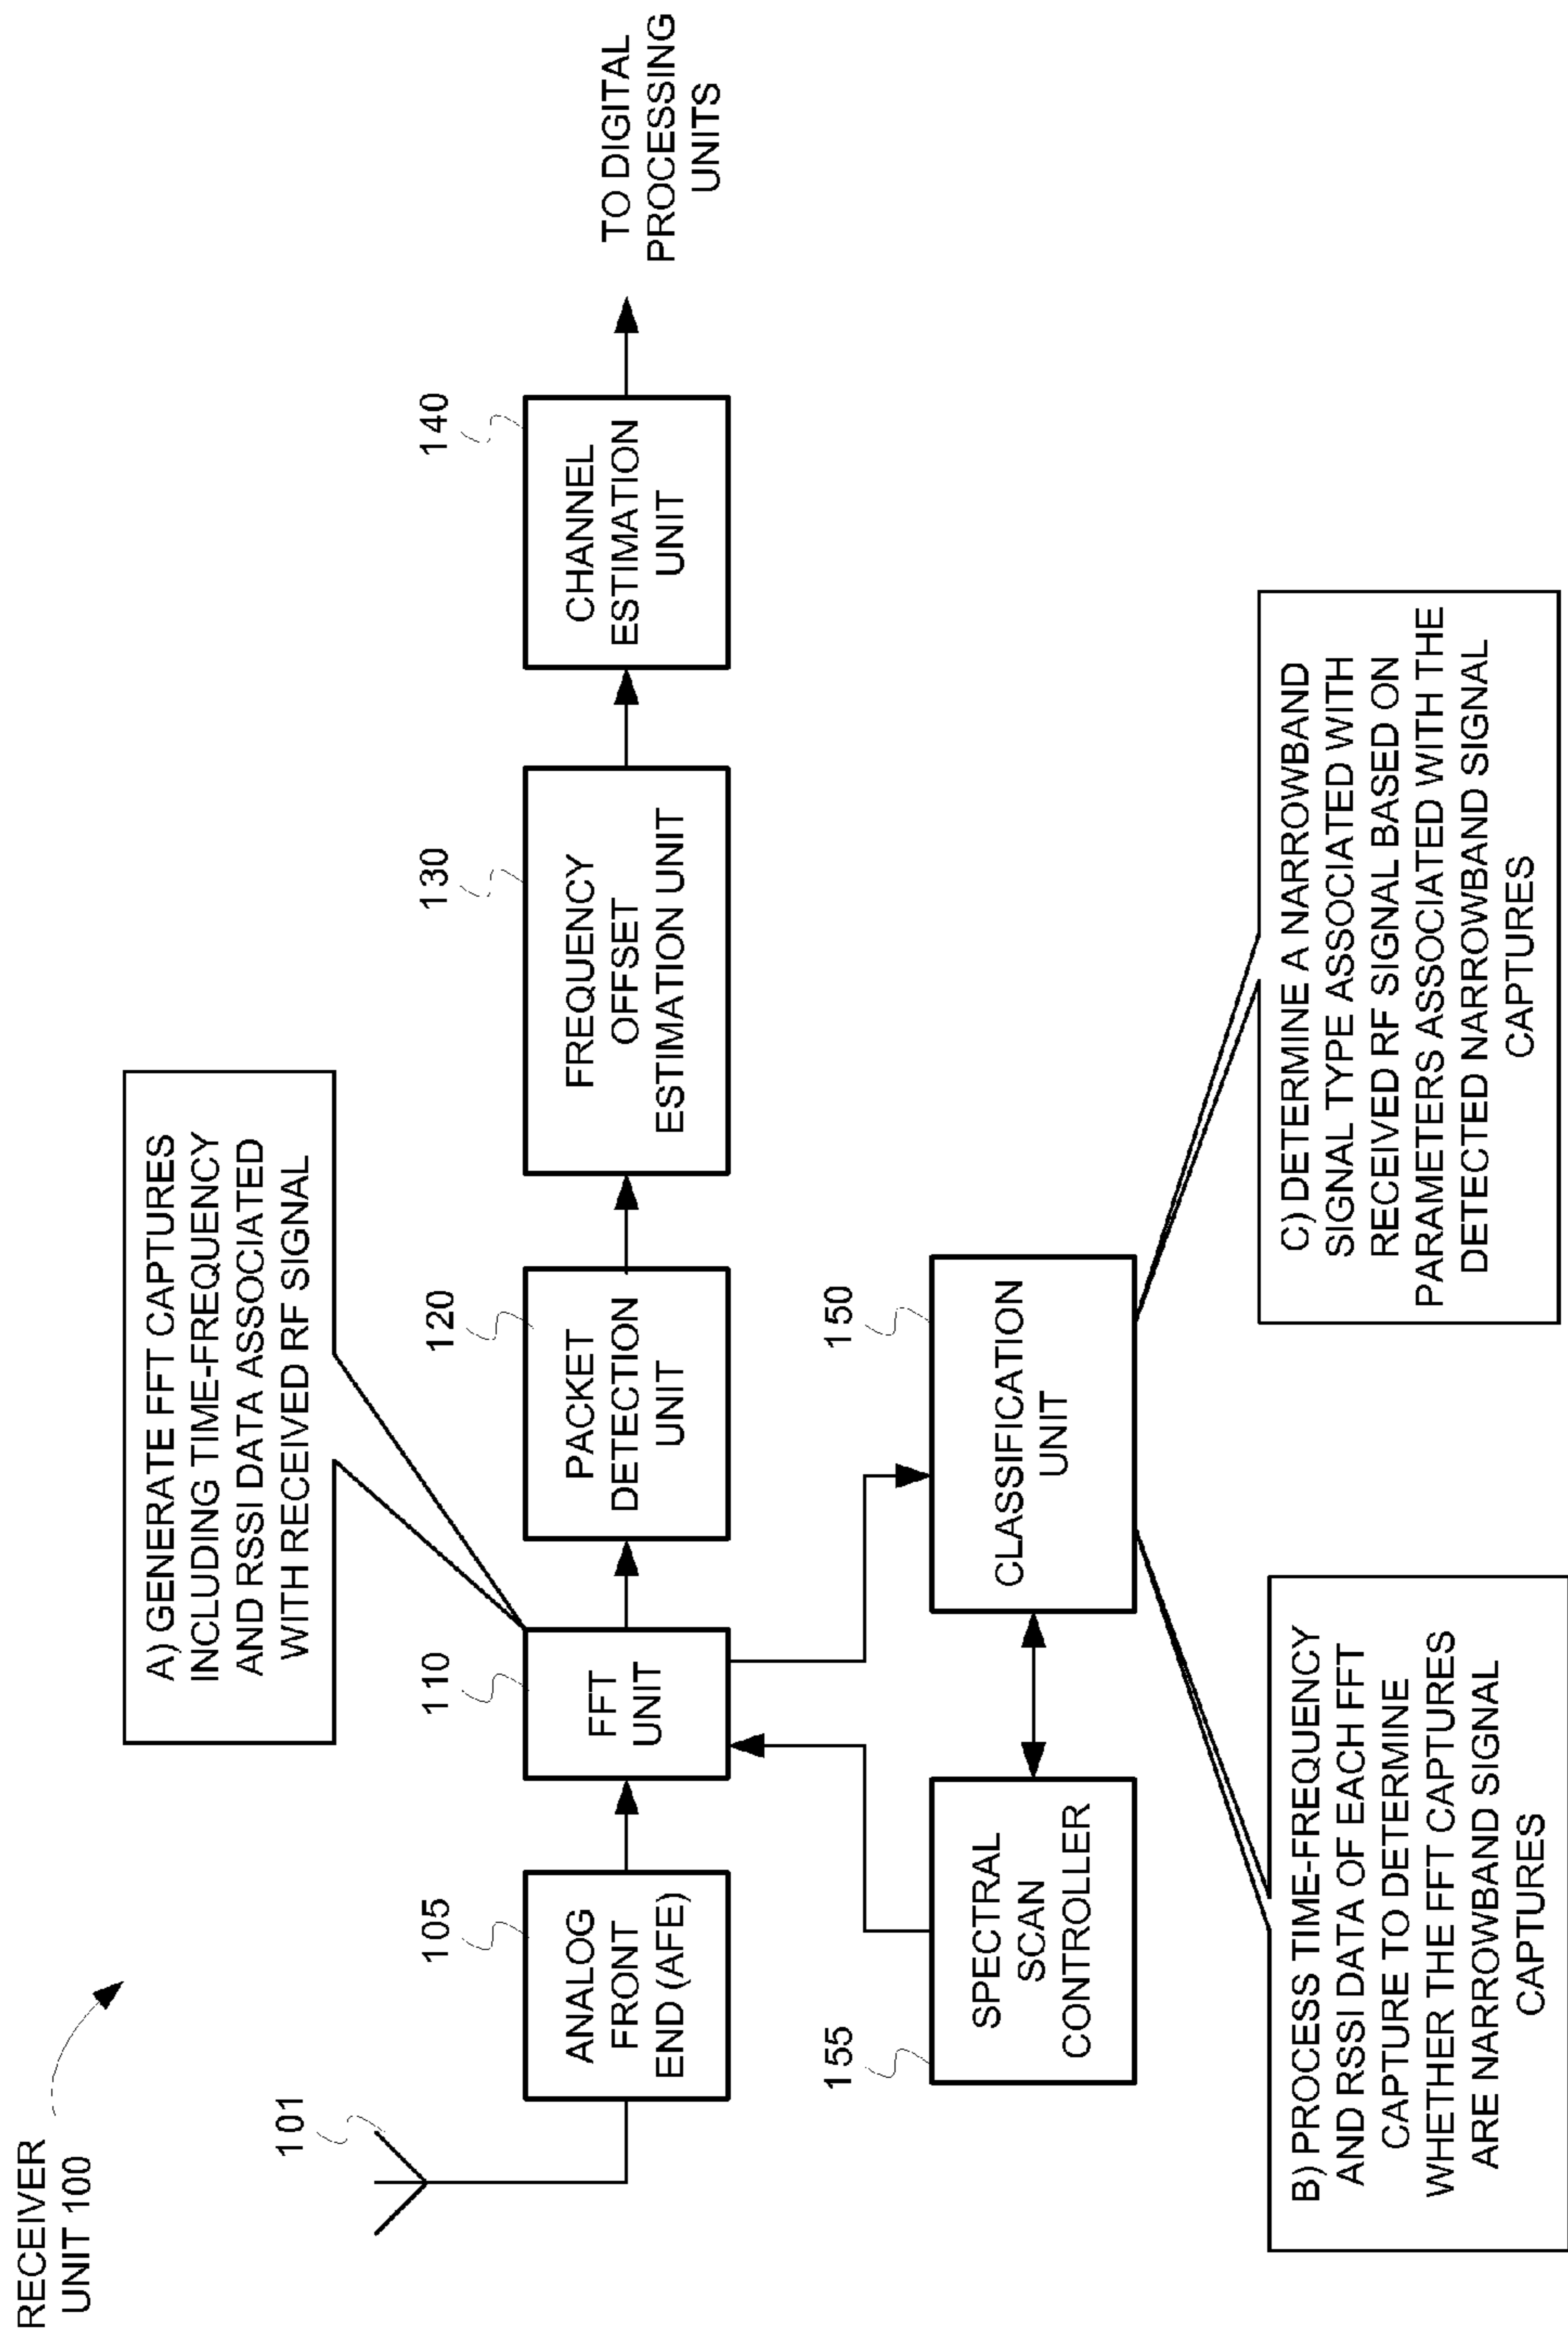 RECEIVER
UNIT 100
A) GENERATE FFT CAPTURES
INCLUDING TIME-FREQUENCY
AND RSSI DATA ASSOCIATED
WITH RECEIVED RF SIGNAL
101
105
ANALOG
FRONT
END (AFE)
110
FFT
UNIT
120
PACKET
DETECTION
UNIT
130
FREQUENCY
OFFSET
ESTIMATION UNIT
140
CHANNEL
ESTIMATION
UNIT
TO DIGITAL
PROCESSING
UNITS
155
SPECTRAL
SCAN
CONTROLLER
150
CLASSIFICATION
UNIT
B) PROCESS TIME-FREQUENCY
AND RSSI DATA OF EACH FFT
CAPTURE TO DETERMINE
WHETHER THE FFT CAPTURES
ARE NARROWBAND SIGNAL
CAPTURES
C) DETERMINE A NARROWBAND
SIGNAL TYPE ASSOCIATED WITH
RECEIVED RF SIGNAL BASED ON
PARAMETERS ASSOCIATED WITH THE
DETECTED NARROWBAND SIGNAL
CAPTURES